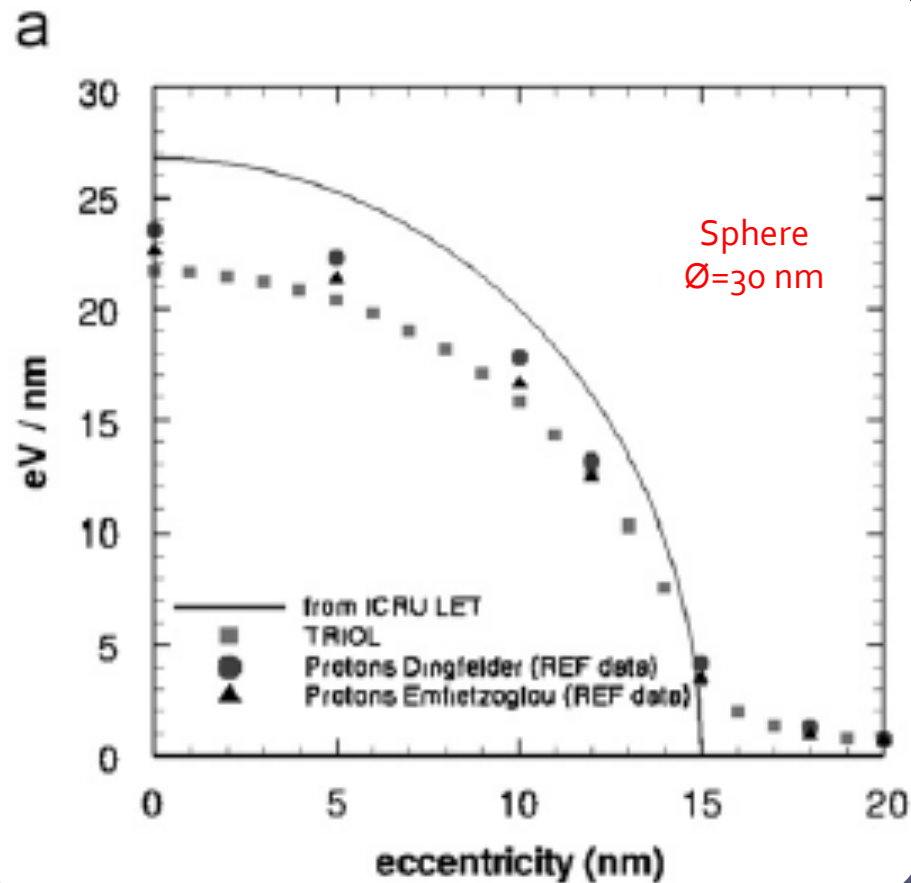 a
30
25
20
15
10
5
0
eV / nm
Sphere
Ø=30 nm
from ICRU LET
TRIOL
Protons Dingfelder (REF data)
Protons Emfietzoglou (REF data)
0 5 10 15 20
eccentricity (nm)